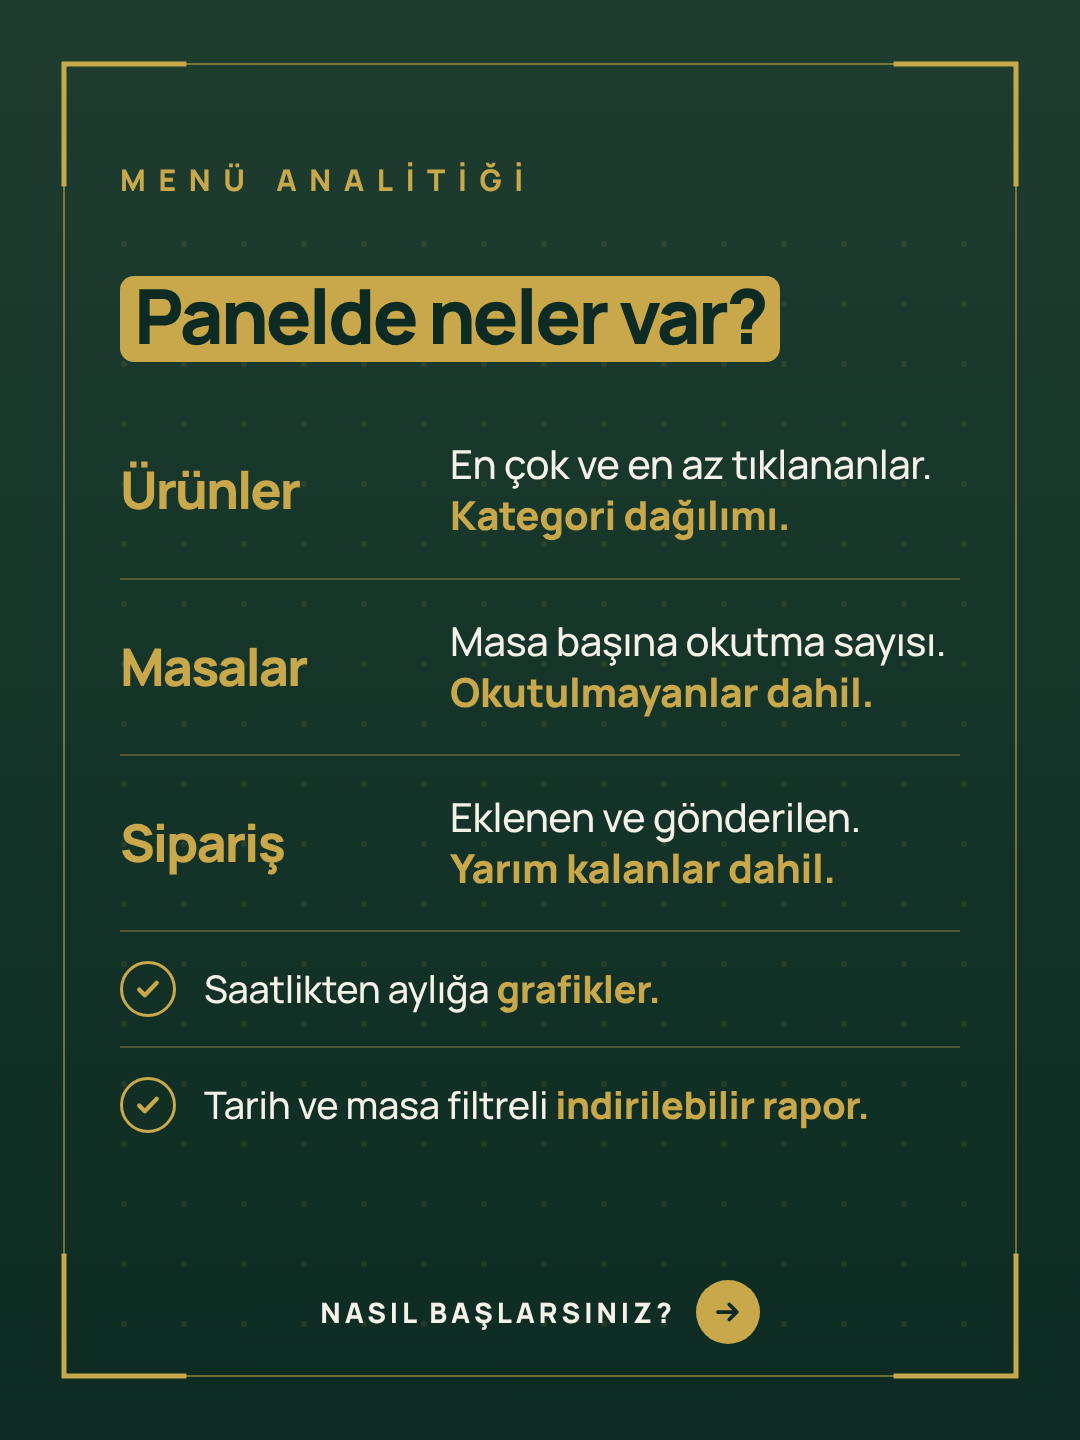 MENÜ ANALİTİĞİ
Panelde neler var?
Ürünler
En çok ve en az tıklananlar.
Kategori dağılımı.
Masalar
Masa başına okutma sayısı.
Okutulmayanlar dahil.
Sipariş
Eklenen ve gönderilen.
Yarım kalanlar dahil.
Saatlikten aylığa grafikler.
Tarih ve masa filtreli indirilebilir rapor.
NASIL BAŞLARSINIZ?